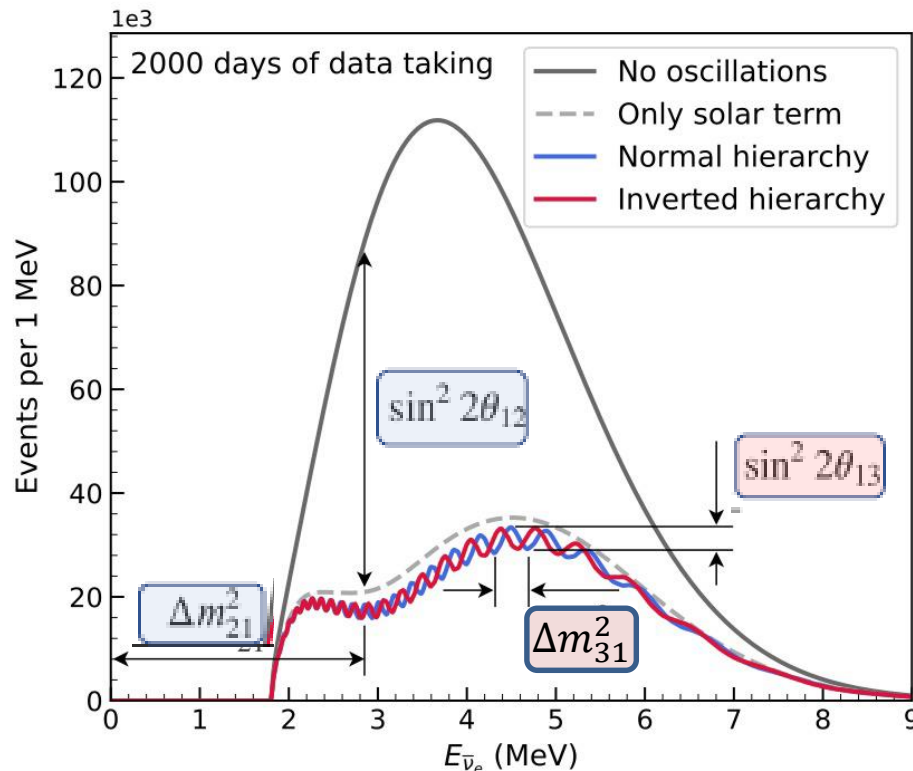 1e3
2000 days of data taking
No oscillations
Only solar term
Normal hierarchy
Inverted hierarchy
120
100
80
60
40
20
0
Events per 1 MeV
sin² 2θ₁₂
sin² 2θ₁₃
Δm²₂₁
Δm²₃₁
0 1 2 3 4 5 6 7 8 9
E_ν̄ₑ (MeV)